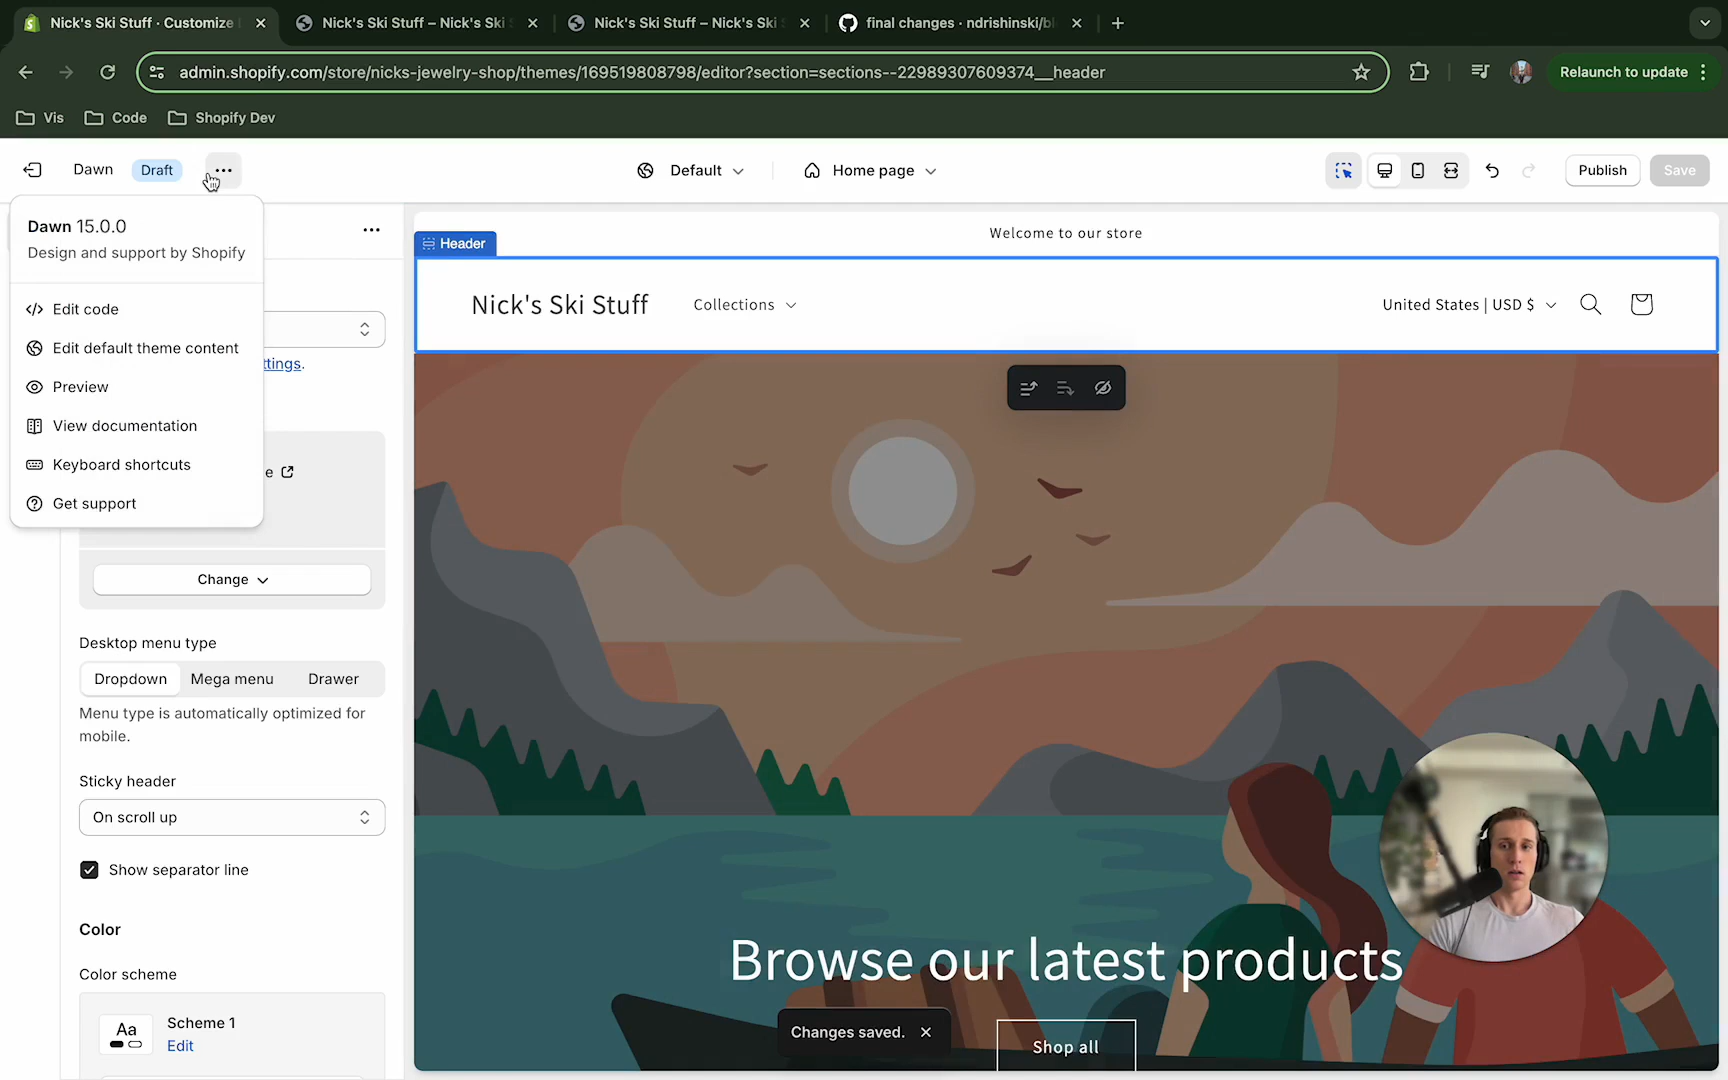 Nick's Ski Stuff · Customize
Nick's Ski Stuff – Nick's Ski
Nick's Ski Stuff – Nick's Ski
final changes · ndrishinski/bl
admin.shopify.com/store/nicks-jewelry-shop/themes/169519808798/editor?section=sections--22989307609374__header
Relaunch to update
Vis
Code
Shopify Dev
Dawn
Draft
Default
Home page
Publish
Save
Dawn 15.0.0
Design and support by Shopify
Edit code
Edit default theme content
Preview
View documentation
Keyboard shortcuts
Get support
ttings.
e
Change
Desktop menu type
Dropdown
Mega menu
Drawer
Menu type is automatically optimized for
mobile.
Sticky header
On scroll up
Show separator line
Color
Color scheme
Aa
Scheme 1
Edit
Welcome to our store
Header
Nick's Ski Stuff
Collections
United States | USD $
Browse our latest products
Changes saved.
Shop all